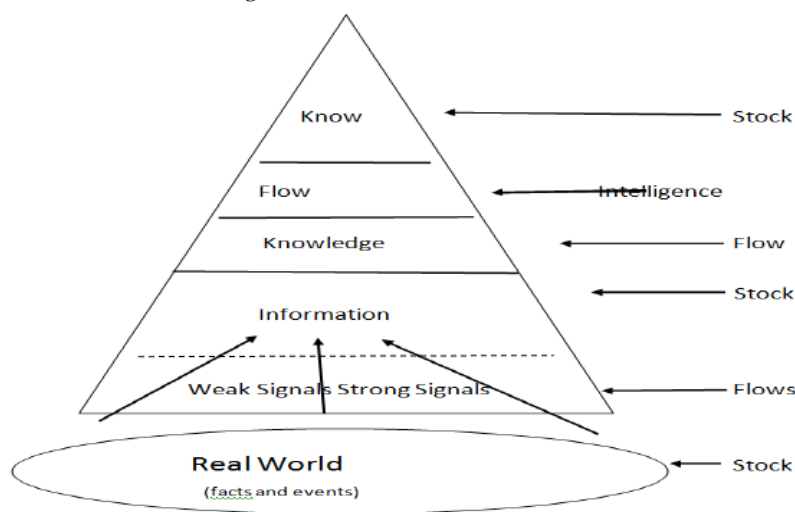 Know
Stock
Flow
Intelligence
Knowledge
Flow
Stock
Information
Weak Signals Strong Signals
Flows
Real World
Stock
(facts and events)